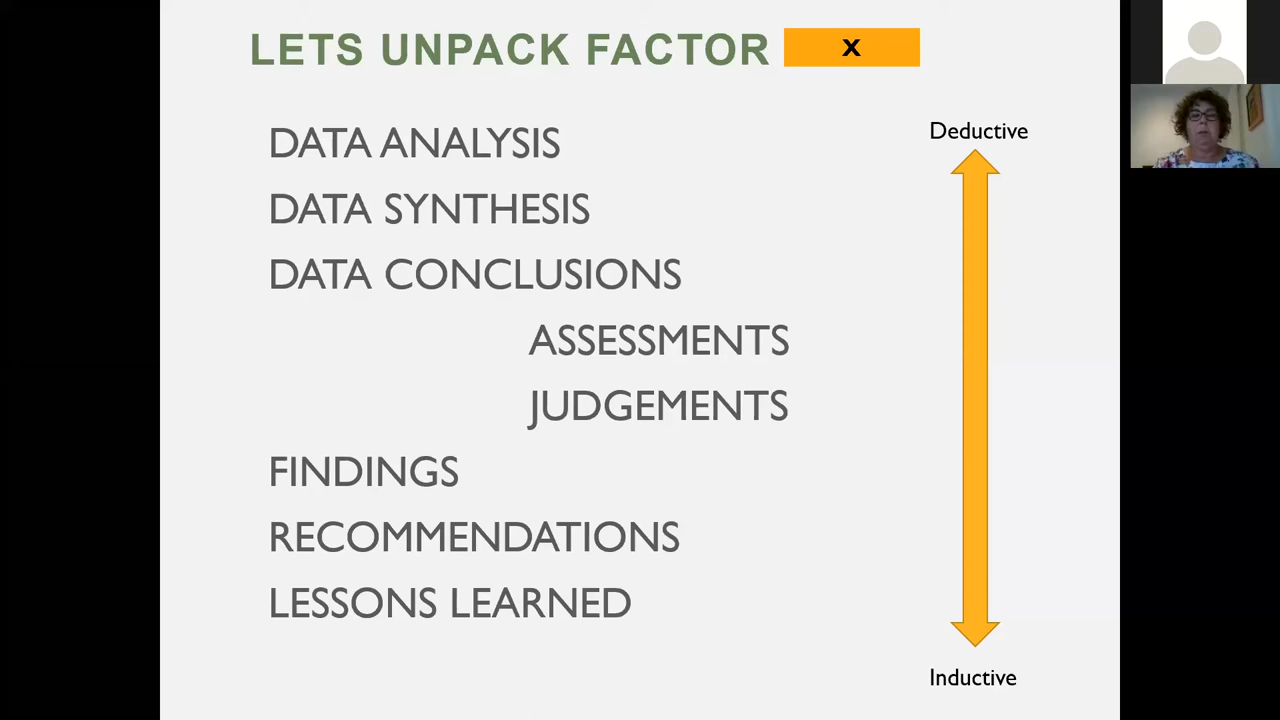 LETS UNPACK FACTOR X
DATA ANALYSIS
DATA SYNTHESIS
DATA CONCLUSIONS
ASSESSMENTS
JUDGEMENTS
FINDINGS
RECOMMENDATIONS
LESSONS LEARNED
Deductive
Inductive